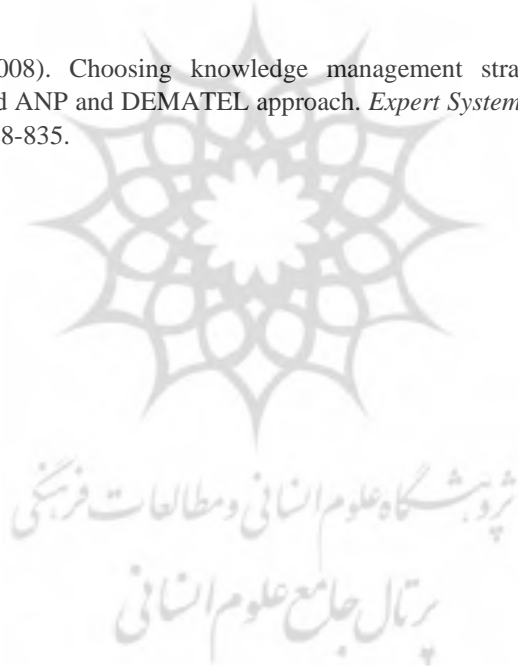 008). Choosing knowledge management stra
d ANP and DEMATEL approach. Expert System
8-835.
پژوهشگاه علوم انسانی و مطالعات فرهنگی
پرتال جامع علوم انسانی